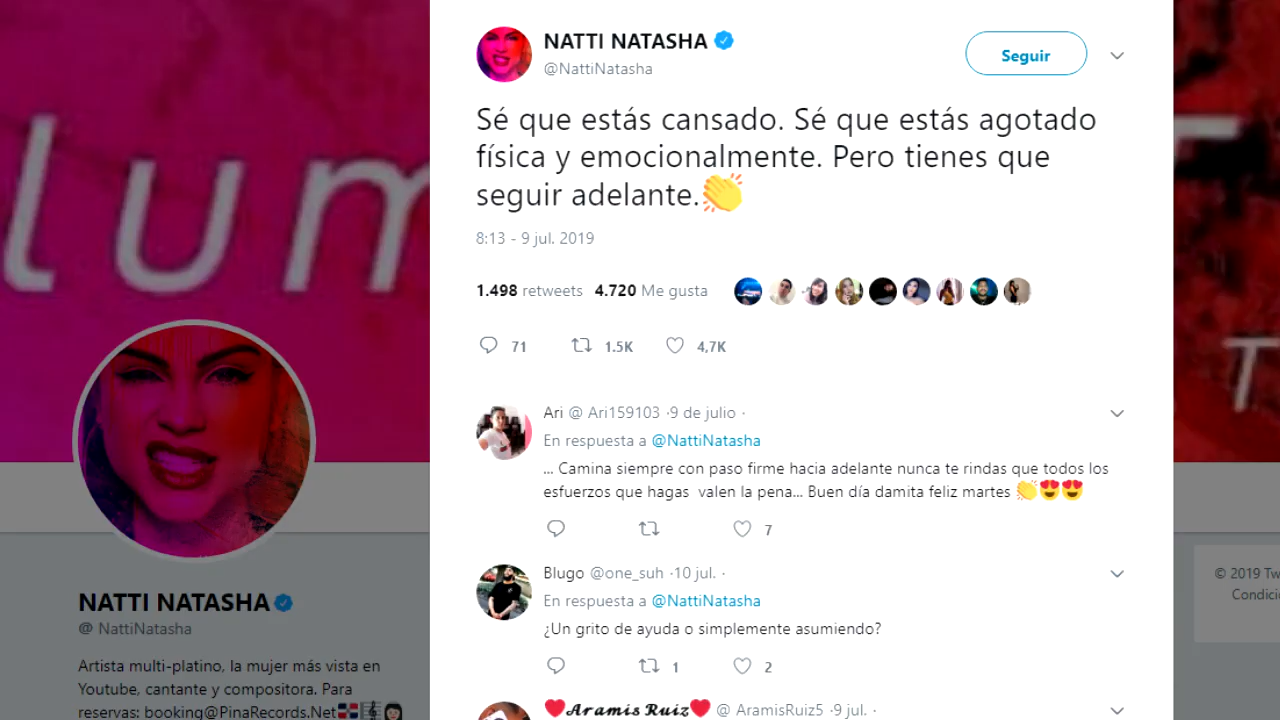 lum
T
NATTI NATASHA
@NattiNatasha
Seguir
Sé que estás cansado. Sé que estás agotado
física y emocionalmente. Pero tienes que
seguir adelante.👏
8:13 - 9 jul. 2019
1.498 retweets 4.720 Me gusta
71 1.5K 4,7K
Ari @ Ari159103 ·9 de julio ·
En respuesta a @NattiNatasha
... Camina siempre con paso firme hacia adelante nunca te rindas que todos los
esfuerzos que hagas valen la pena... Buen día damita feliz martes 👏😍😍
7
Blugo @one_suh ·10 jul. ·
En respuesta a @NattiNatasha
¿Un grito de ayuda o simplemente asumiendo?
1 2
❤️Aramis Ruiz❤️ @ AramisRuiz5 ·9 jul. ·
NATTI NATASHA
@ NattiNatasha
Artista multi-platino, la mujer más vista en
Youtube, cantante y compositora. Para
reservas: booking@PinaRecords.Net🇩🇴🎼👩🏻
© 2019 Tw
Condicio